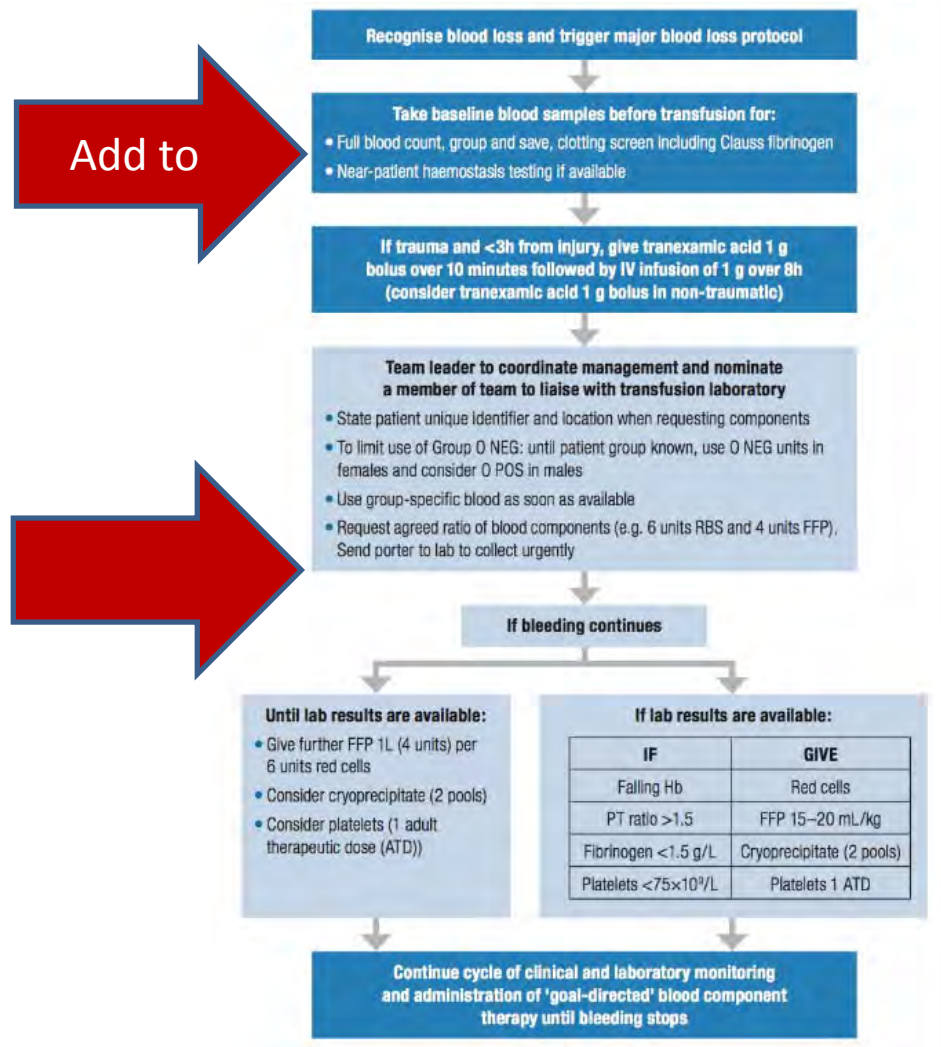 Recognise blood loss and trigger major blood loss protocol
Add to
Take baseline blood samples before transfusion for:
• Full blood count, group and save, clotting screen including Clauss fibrinogen
• Near-patient haemostasis testing if available
If trauma and <3h from injury, give tranexamic acid 1 g
bolus over 10 minutes followed by IV infusion of 1 g over 8h
(consider tranexamic acid 1 g bolus in non-traumatic)
Team leader to coordinate management and nominate
a member of team to liaise with transfusion laboratory
• State patient unique identifier and location when requesting components
• To limit use of Group O NEG: until patient group known, use O NEG units in
females and consider O POS in males
• Use group-specific blood as soon as available
• Request agreed ratio of blood components (e.g. 6 units RBS and 4 units FFP).
Send porter to lab to collect urgently
If bleeding continues
Until lab results are available:
• Give further FFP 1L (4 units) per
6 units red cells
• Consider cryoprecipitate (2 pools)
• Consider platelets (1 adult
therapeutic dose (ATD))
If lab results are available:
IF GIVE
Falling Hb Red cells
PT ratio >1.5 FFP 15–20 mL/kg
Fibrinogen <1.5 g/L Cryoprecipitate (2 pools)
Platelets <75×10⁹/L Platelets 1 ATD
Continue cycle of clinical and laboratory monitoring
and administration of 'goal-directed' blood component
therapy until bleeding stops